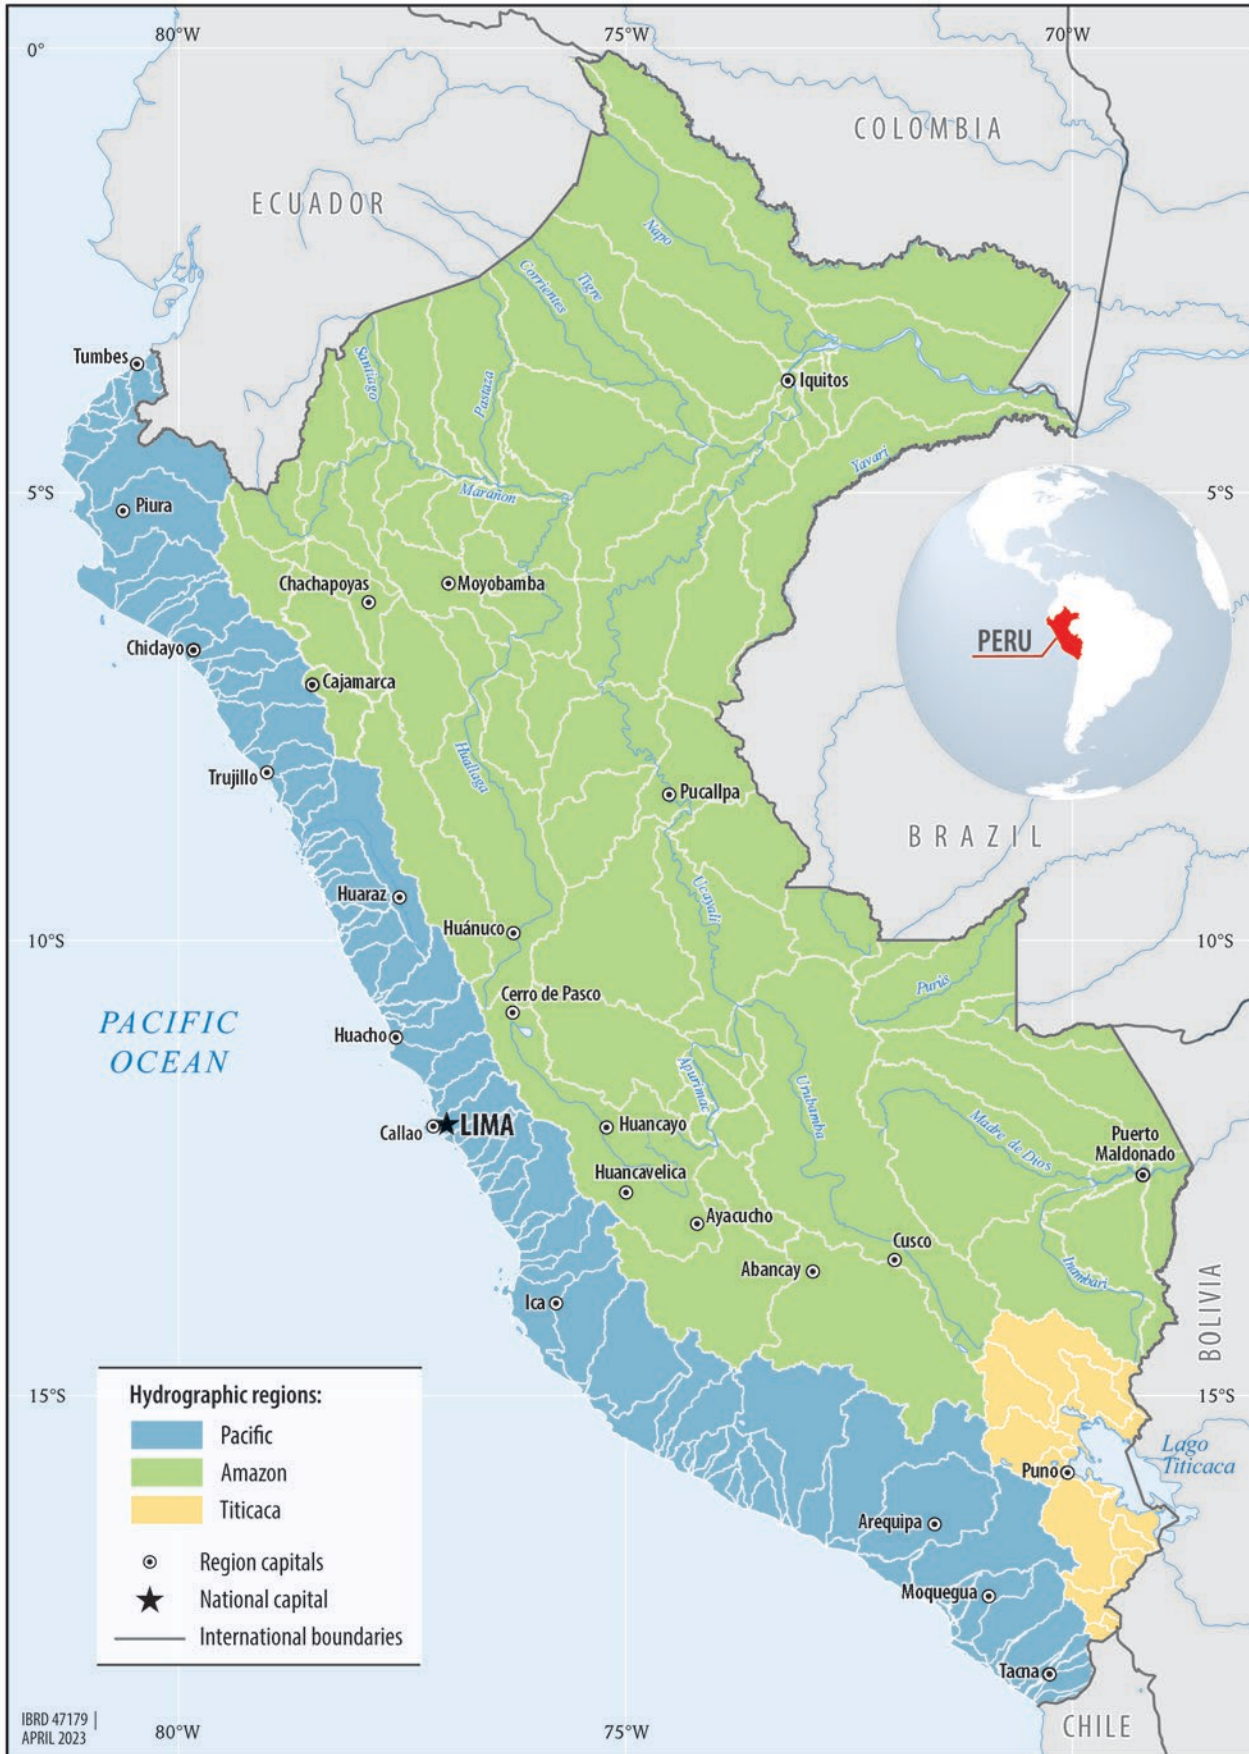 80°W
75°W
70°W
0°
COLOMBIA
ECUADOR
Napo
Tigre
Corrientes
Tumbes
Santiago
Pastaza
Iquitos
Yavari
Marañon
5°S
5°S
Piura
Chachapoyas
Moyobamba
Chiclayo
Cajamarca
PERU
Huallaga
Trujillo
Pucallpa
BRAZIL
Huaraz
Ucayali
Huánuco
10°S
10°S
Purús
Cerro de Pasco
PACIFIC
OCEAN
Huacho
Apurimac
Urubamba
Callao
LIMA
Huancayo
Madre de Dios
Puerto
Maldonado
Huancavelica
Ayacucho
Cusco
Abancay
Inambari
Ica
BOLIVIA
Hydrographic regions:
Pacific
Amazon
Titicaca
Region capitals
National capital
International boundaries
15°S
15°S
Lago
Titicaca
Puno
Arequipa
Moquegua
Tacna
CHILE
IBRD 47179 |
APRIL 2023 |
80°W
75°W
70°W